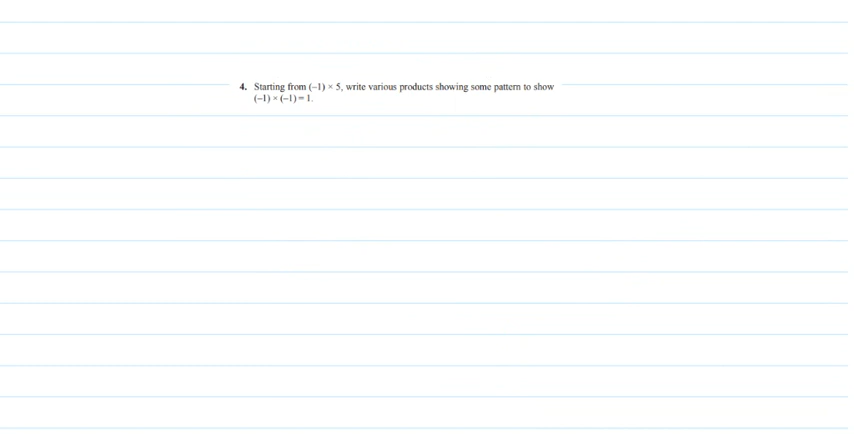 4. Starting from (–1) × 5, write various products showing some pattern to show
(–1) × (–1) = 1.